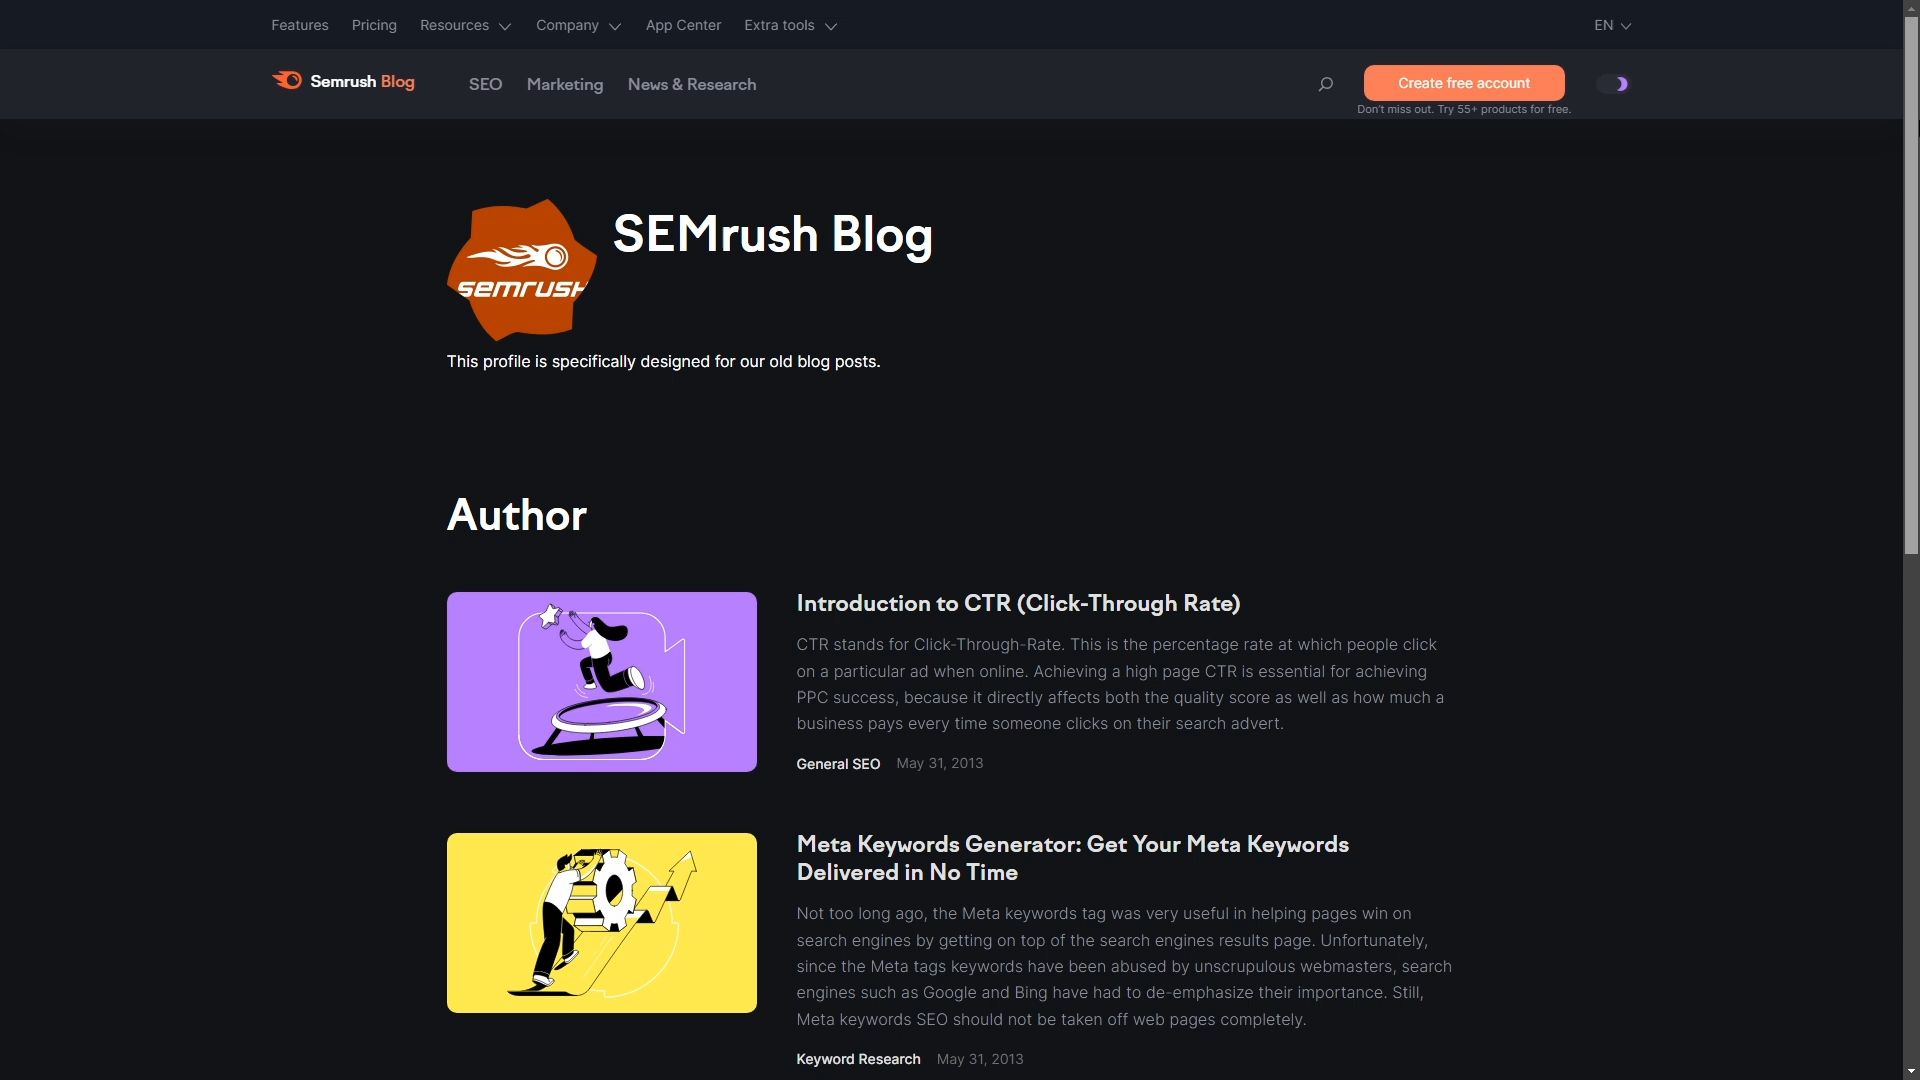 Features Pricing Resources Company App Center Extra tools EN
Semrush Blog SEO Marketing News & Research Create free account
Don't miss out. Try 55+ products for free.
SEMrush Blog
semrush
This profile is specifically designed for our old blog posts.
Author
Introduction to CTR (Click-Through Rate)
CTR stands for Click-Through-Rate. This is the percentage rate at which people click
on a particular ad when online. Achieving a high page CTR is essential for achieving
PPC success, because it directly affects both the quality score as well as how much a
business pays every time someone clicks on their search advert.
General SEO May 31, 2013
Meta Keywords Generator: Get Your Meta Keywords
Delivered in No Time
Not too long ago, the Meta keywords tag was very useful in helping pages win on
search engines by getting on top of the search engines results page. Unfortunately,
since the Meta tags keywords have been abused by unscrupulous webmasters, search
engines such as Google and Bing have had to de-emphasize their importance. Still,
Meta keywords SEO should not be taken off web pages completely.
Keyword Research May 31, 2013